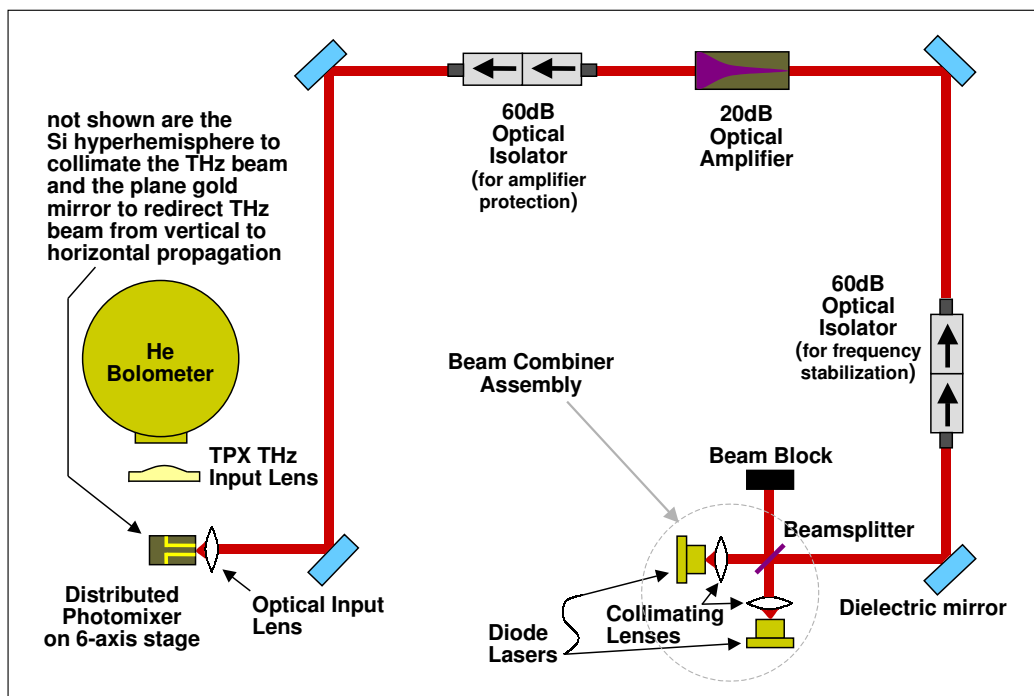 not shown are the
Si hyperhemisphere to
collimate the THz beam
and the plane gold
mirror to redirect THz
beam from vertical to
horizontal propagation
60dB
Optical
Isolator
(for amplifier
protection)
20dB
Optical
Amplifier
He
Bolometer
TPX THz
Input Lens
60dB
Optical
Isolator
(for frequency
stabilization)
Beam Combiner
Assembly
Beam Block
Beamsplitter
Distributed
Photomixer
on 6-axis stage
Optical Input
Lens
Collimating
Lenses
Diode
Lasers
Dielectric mirror